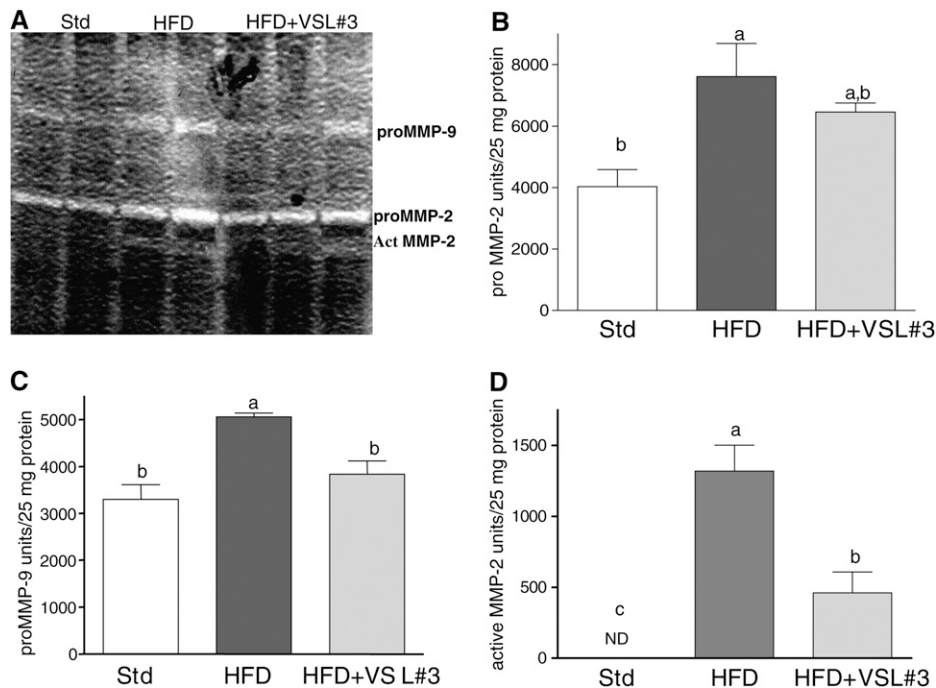 A
Std HFD HFD+VSL#3
proMMP-9
proMMP-2
Act MMP-2
B
pro MMP-2 units/25 mg protein
8000
6000
4000
2000
0
b
a
a,b
Std HFD HFD+VSL#3
C
proMMP-9 units/25 mg protein
5000
4000
3000
2000
1000
0
b
a
b
Std HFD HFD+VS L#3
D
active MMP-2 units/25 mg protein
1500
1000
500
0
c
ND
a
b
Std HFD HFD+VSL#3